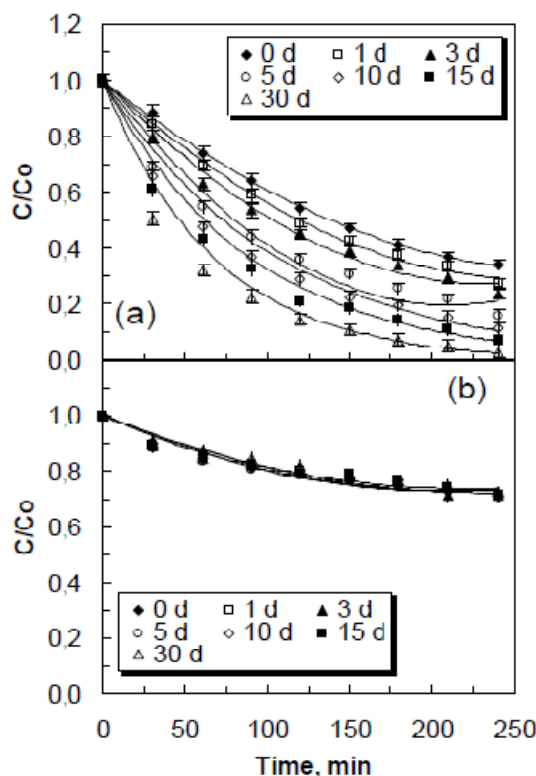 1,2
◆ 0 d □ 1 d ▲ 3 d
○ 5 d ◇ 10 d ■ 15 d
△ 30 d
1,0
0,8
C/Co
0,6
0,4
0,2
(a)
0,0
(b)
1,0
0,8
C/Co
0,6
0,4
◆ 0 d □ 1 d ▲ 3 d
○ 5 d ◇ 10 d ■ 15 d
△ 30 d
0,2
0,0
0 50 100 150 200 250
Time, min